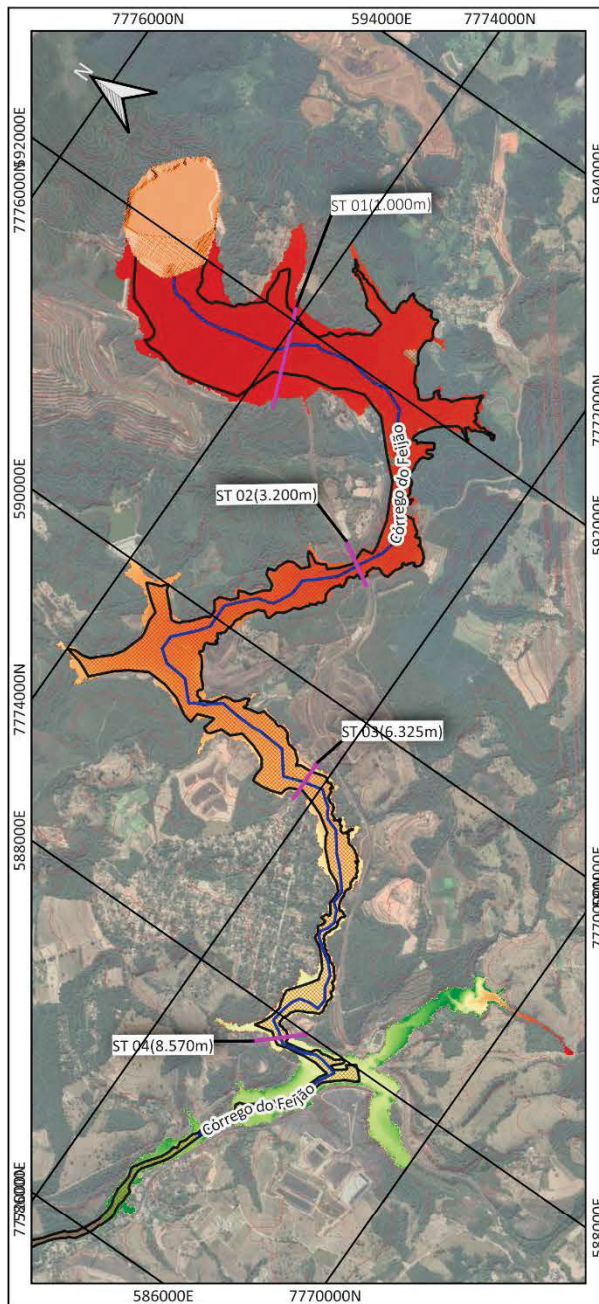 7776000N
594000E
7774000N
N
592000E
7776000N
594000E
ST 01(1.000m)
7772000N
Córrego do Feijão
590000E
ST 02(3.200m)
592000E
7774000N
ST 03(6.325m)
588000E
ST 04(8.570m)
Córrego do Feijão
588000E
586000E
7770000N